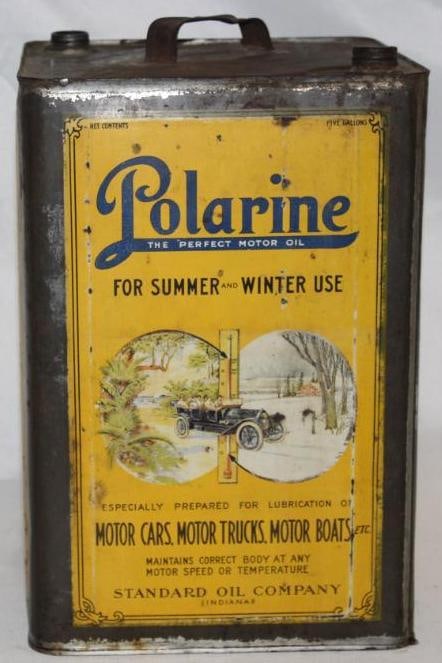 NET CONTENTS FIVE GALLONS
Polarine
THE PERFECT MOTOR OIL
FOR SUMMER AND WINTER USE
ESPECIALLY PREPARED FOR LUBRICATION OF
MOTOR CARS, MOTOR TRUCKS, MOTOR BOATS, ETC.
MAINTAINS CORRECT BODY AT ANY
MOTOR SPEED OR TEMPERATURE
STANDARD OIL COMPANY
(INDIANA)